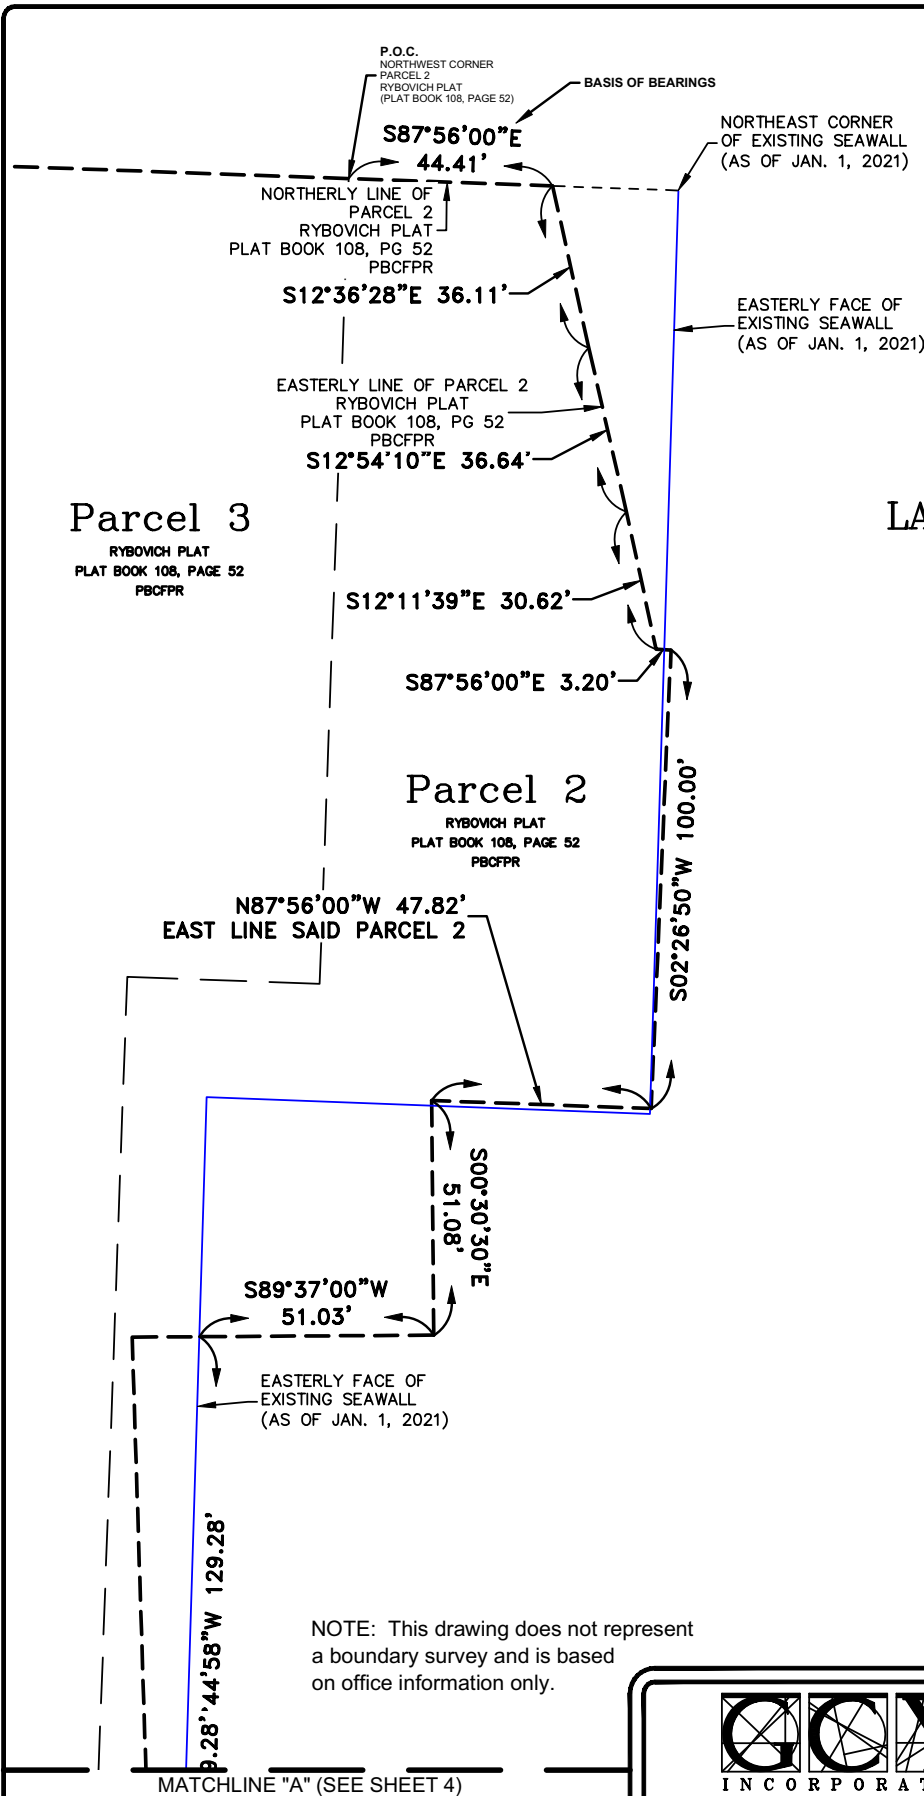 P.O.C.
NORTHWEST CORNER
PARCEL 2
RYBOVICH PLAT
(PLAT BOOK 108, PAGE 52)
BASIS OF BEARINGS
S87°56'00"E
44.41'
NORTHEAST CORNER
OF EXISTING SEAWALL
(AS OF JAN. 1, 2021)
NORTHERLY LINE OF
PARCEL 2
RYBOVICH PLAT
PLAT BOOK 108, PG 52
PBCFPR
S12°36'28"E 36.11'
EASTERLY FACE OF
EXISTING SEAWALL
(AS OF JAN. 1, 2021)
EASTERLY LINE OF PARCEL 2
RYBOVICH PLAT
PLAT BOOK 108, PG 52
PBCFPR
S12°54'10"E 36.64'
Parcel 3
RYBOVICH PLAT
PLAT BOOK 108, PAGE 52
PBCFPR
LA
S12°11'39"E 30.62'
S87°56'00"E 3.20'
Parcel 2
RYBOVICH PLAT
PLAT BOOK 108, PAGE 52
PBCFPR
S02°26'50"W 100.00'
N87°56'00"W 47.82'
EAST LINE SAID PARCEL 2
S00°30'30"E
51.08'
S89°37'00"W
51.03'
EASTERLY FACE OF
EXISTING SEAWALL
(AS OF JAN. 1, 2021)
44'58"W 129.28'
NOTE: This drawing does not represent
a boundary survey and is based
on office information only.
MATCHLINE "A" (SEE SHEET 4)
GCY
INCORPORAT